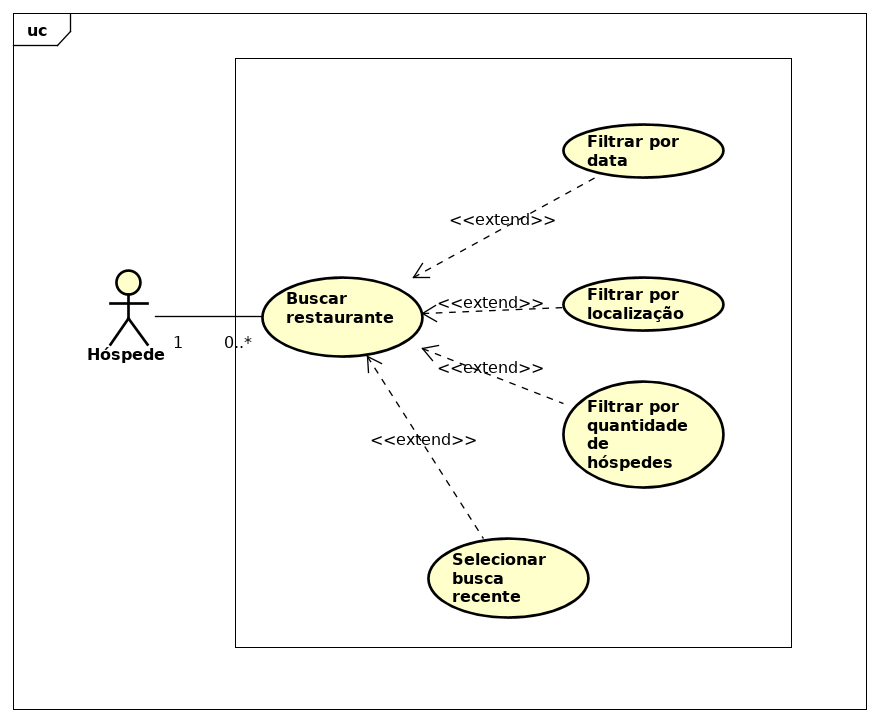 uc
Filtrar por
data
<<extend>>
Buscar
restaurante
<<extend>>
Filtrar por
localização
Hóspede
1
0..*
<<extend>>
Filtrar por
quantidade
de
hóspedes
<<extend>>
Selecionar
busca
recente